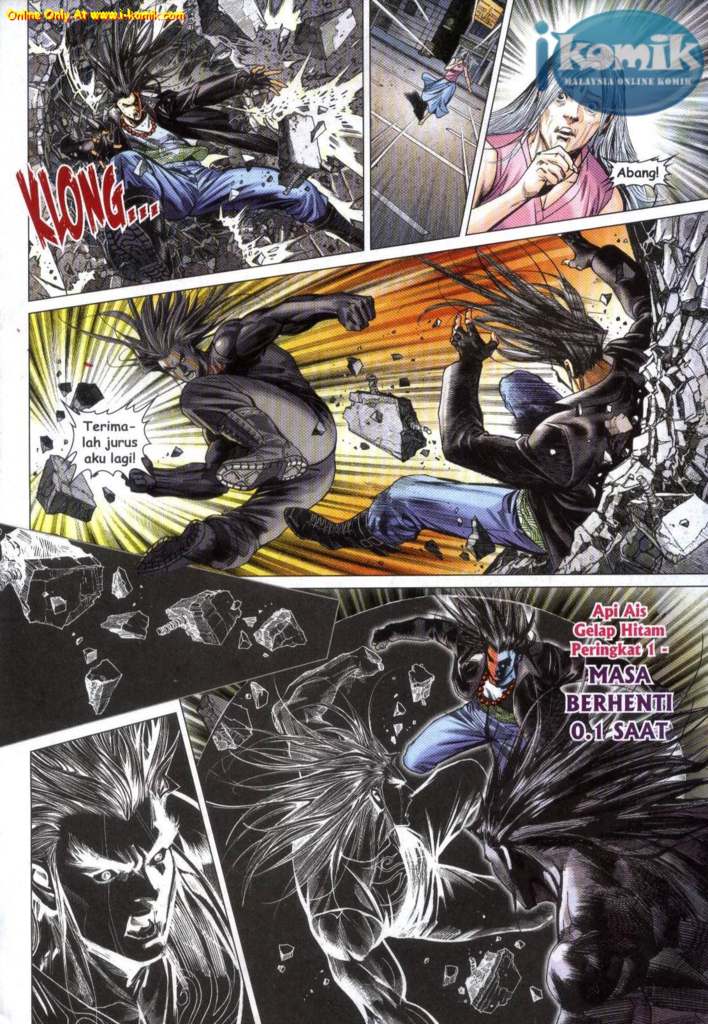 Online Only At www.i-komik.com
ikomik
MALAYSIA ONLINE KOMIK
KLONG...
Abang!
Terima-
lah jurus
aku lagi!
Api Ais
Gelap Hitam
Peringkat 1 -
MASA
BERHENTI
0.1 SAAT